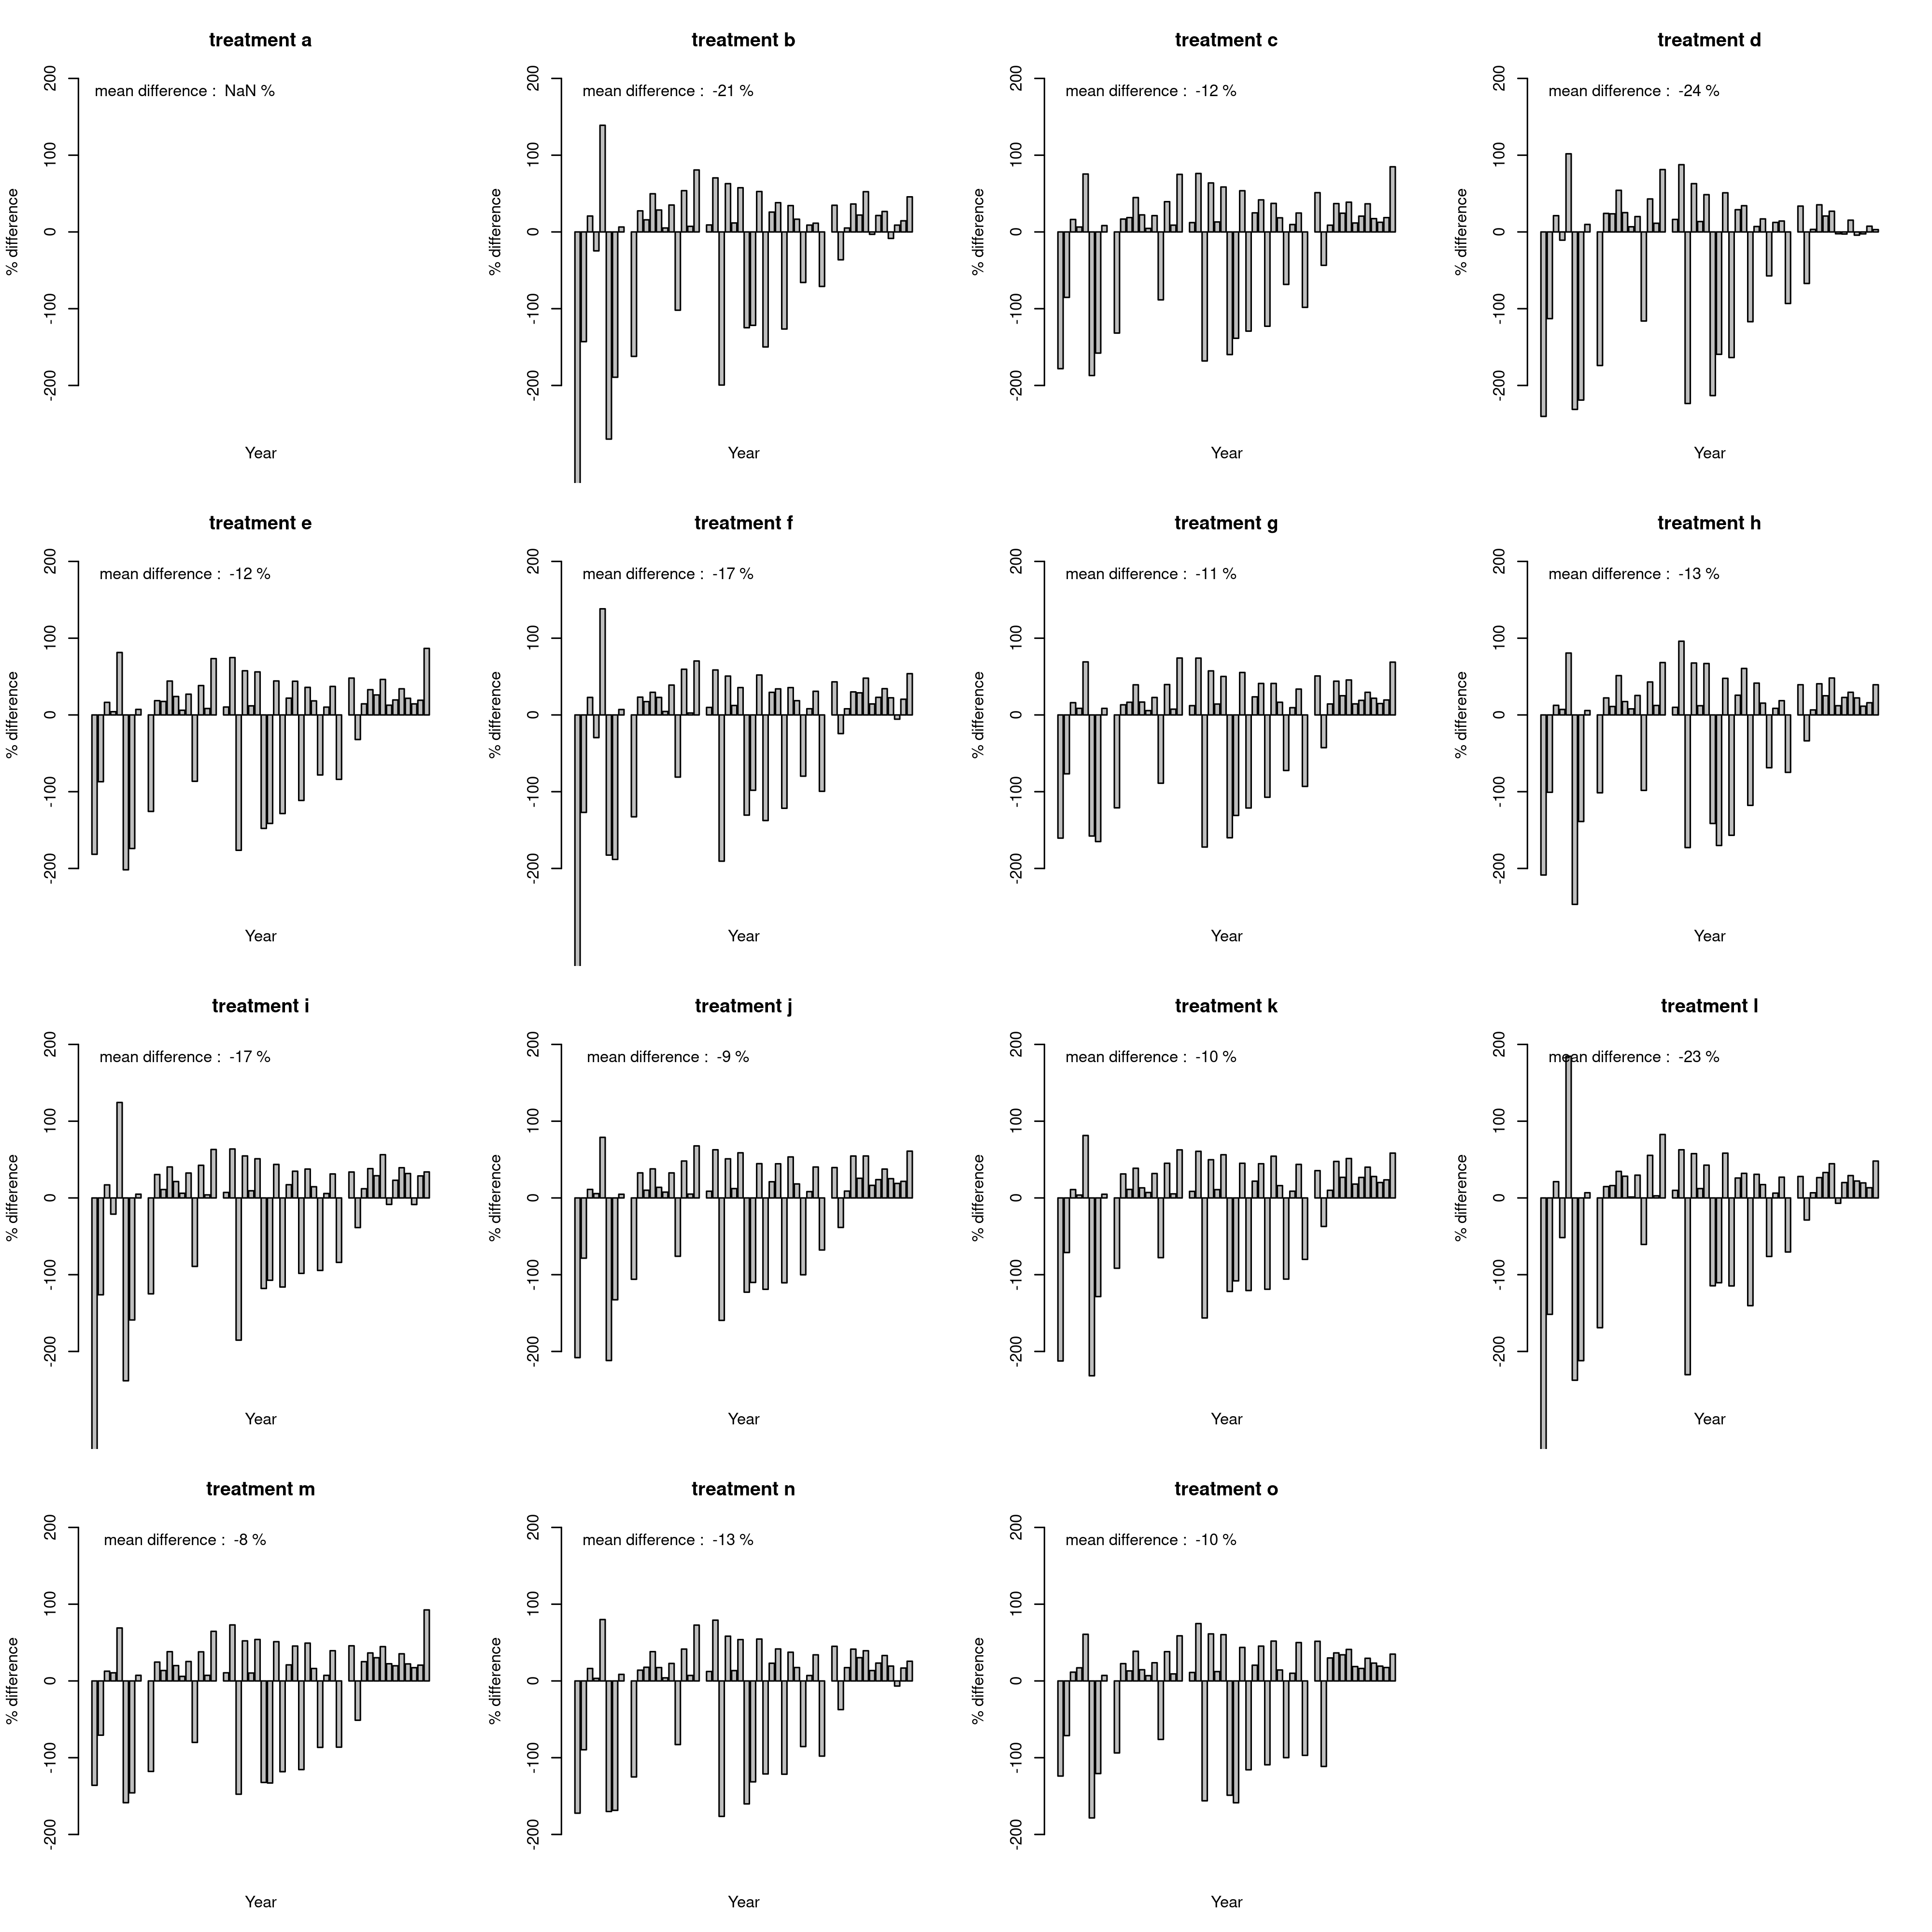 treatment a
mean difference :  NaN %
200
100
0
-100
-200
% difference
Year
treatment b
mean difference :  -21 %
200
100
0
-100
-200
% difference
Year
treatment c
mean difference :  -12 %
200
100
0
-100
-200
% difference
Year
treatment d
mean difference :  -24 %
200
100
0
-100
-200
% difference
Year
treatment e
mean difference :  -12 %
200
100
0
-100
-200
% difference
Year
treatment f
mean difference :  -17 %
200
100
0
-100
-200
% difference
Year
treatment g
mean difference :  -11 %
200
100
0
-100
-200
% difference
Year
treatment h
mean difference :  -13 %
200
100
0
-100
-200
% difference
Year
treatment i
mean difference :  -17 %
200
100
0
-100
-200
% difference
Year
treatment j
mean difference :  -9 %
200
100
0
-100
-200
% difference
Year
treatment k
mean difference :  -10 %
200
100
0
-100
-200
% difference
Year
treatment l
mean difference :  -23 %
200
100
0
-100
-200
% difference
Year
treatment m
mean difference :  -8 %
200
100
0
-100
-200
% difference
Year
treatment n
mean difference :  -13 %
200
100
0
-100
-200
% difference
Year
treatment o
mean difference :  -10 %
200
100
0
-100
-200
% difference
Year